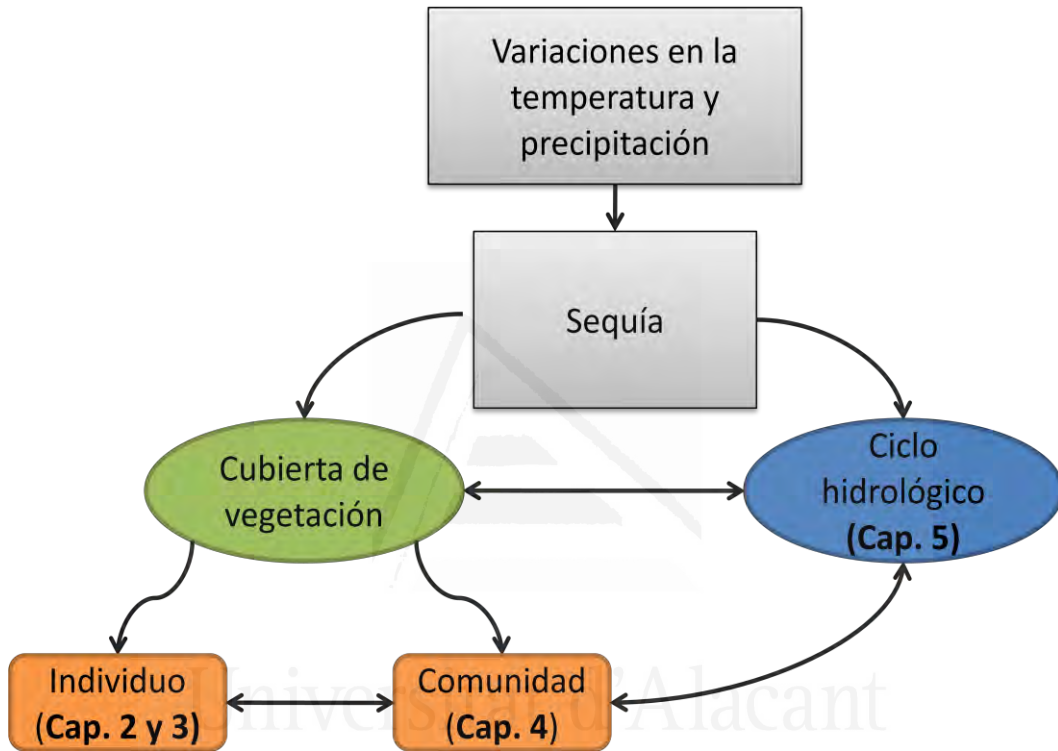 Variaciones en la
temperatura y
precipitación
Sequía
Cubierta de
vegetación
Ciclo
hidrológico
(Cap. 5)
Individuo
(Cap. 2 y 3)
Comunidad
(Cap. 4)
Universitat d'Alacant